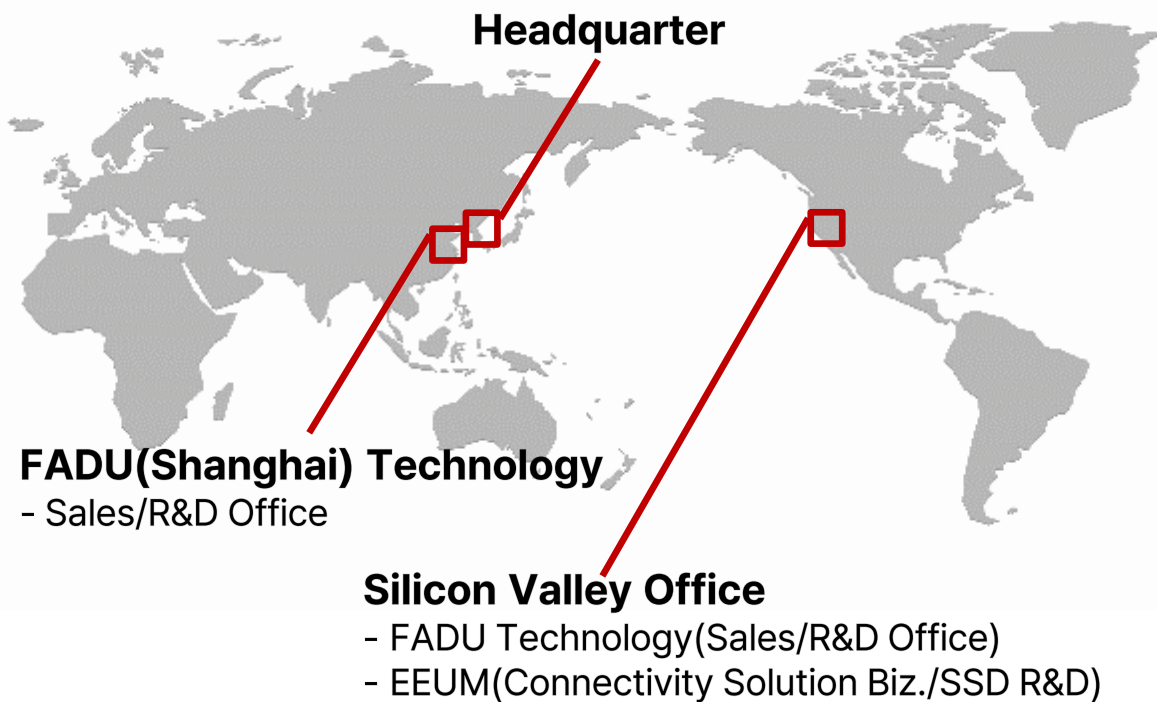 Headquarter
FADU(Shanghai) Technology
- Sales/R&D Office
Silicon Valley Office
- FADU Technology(Sales/R&D Office)
- EEUM(Connectivity Solution Biz./SSD R&D)